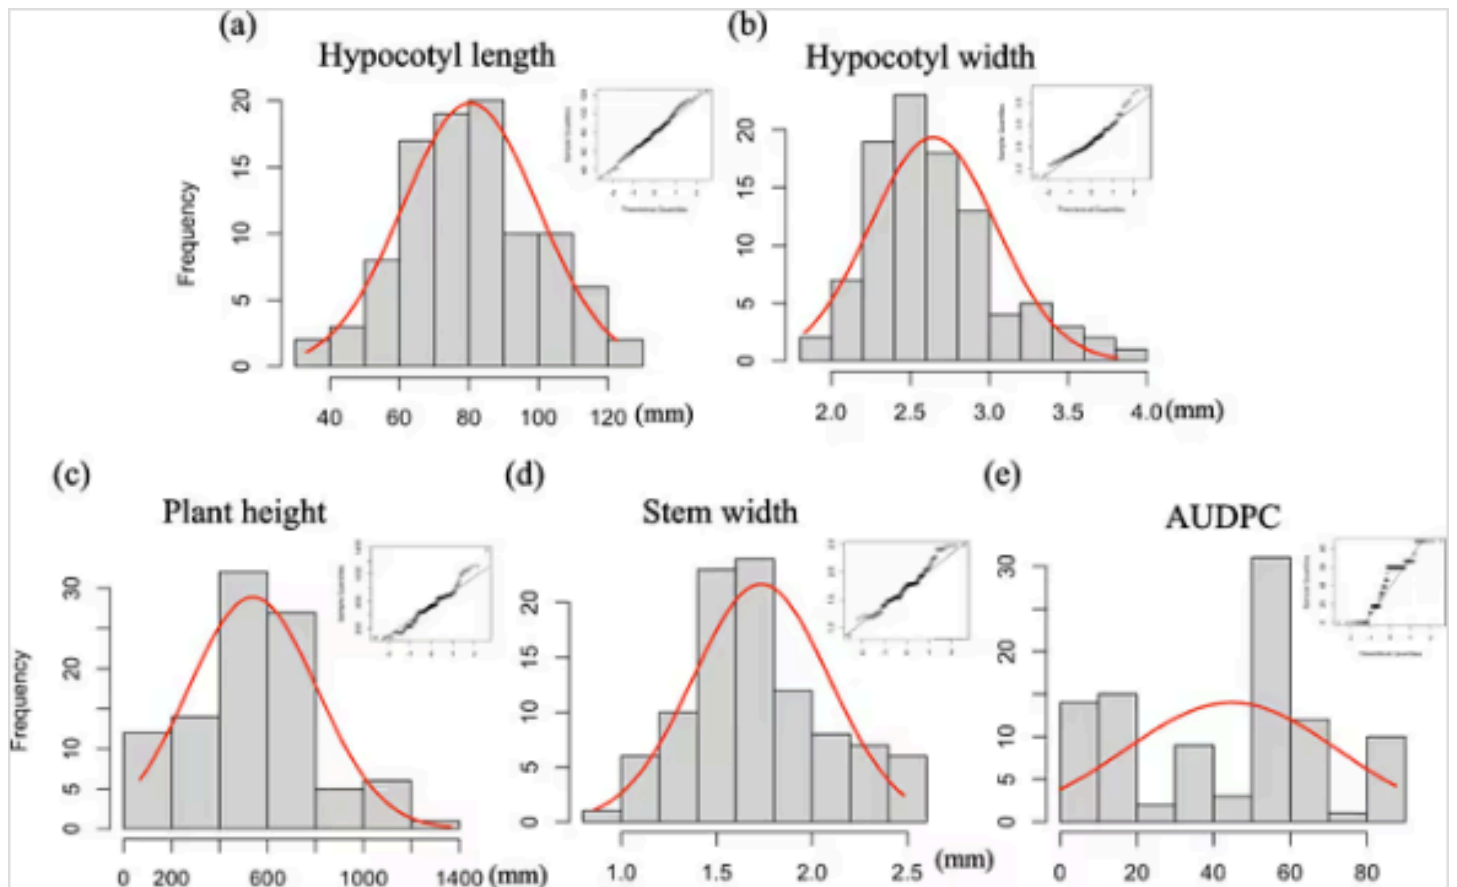 (a)
Hypocotyl length
Frequency
20
15
10
5
0
40 60 80 100 120 (mm)
(b)
Hypocotyl width
20
15
10
5
0
2.0 2.5 3.0 3.5 4.0 (mm)
(c)
Plant height
Frequency
30
20
10
5
0
0 200 600 1000 1400 (mm)
(d)
Stem width
20
15
10
5
0
1.0 1.5 2.0 2.5 (mm)
(e)
AUDPC
30
20
10
5
0
0 20 40 60 80